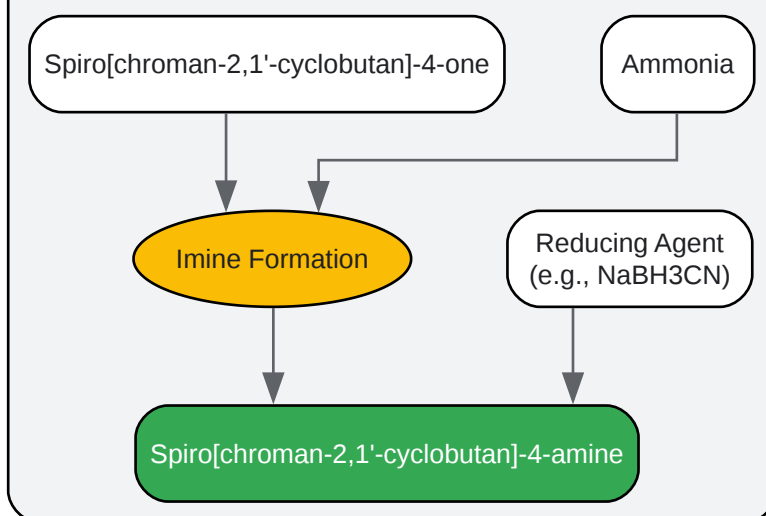 Spiro[chroman-2,1'-cyclobutan]-4-one
Ammonia
Imine Formation
Reducing Agent
(e.g., NaBH3CN)
Spiro[chroman-2,1'-cyclobutan]-4-amine